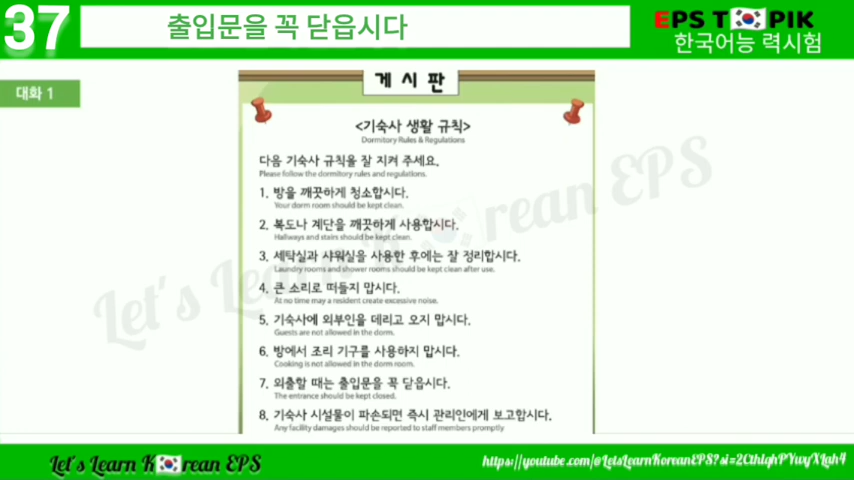 37
출입문을 꼭 닫읍시다
EPS TOPIK
한국어능 력시험
대화 1
게 시 판
<기숙사 생활 규칙>
Dormitory Rules & Regulations
다음 기숙사 규칙을 잘 지켜 주세요.
Please follow the dormitory rules and regulations.
1. 방을 깨끗하게 청소합시다.
Your dorm room should be kept clean.
2. 복도나 계단을 깨끗하게 사용합시다.
Hallways and stairs should be kept clean.
3. 세탁실과 샤워실을 사용한 후에는 잘 정리합시다.
Laundry rooms and shower rooms should be kept clean after use.
4. 큰 소리로 떠들지 맙시다.
At no time may a resident create excessive noise.
5. 기숙사에 외부인을 데리고 오지 맙시다.
Guests are not allowed in the dorm.
6. 방에서 조리 기구를 사용하지 맙시다.
Cooking is not allowed in the dorm room.
7. 외출할 때는 출입문을 꼭 닫읍시다.
The entrance should be kept closed.
8. 기숙사 시설물이 파손되면 즉시 관리인에게 보고합시다.
Any facility damages should be reported to staff members promptly
Let's Learn Korean EPS
Let's Learn Korean EPS